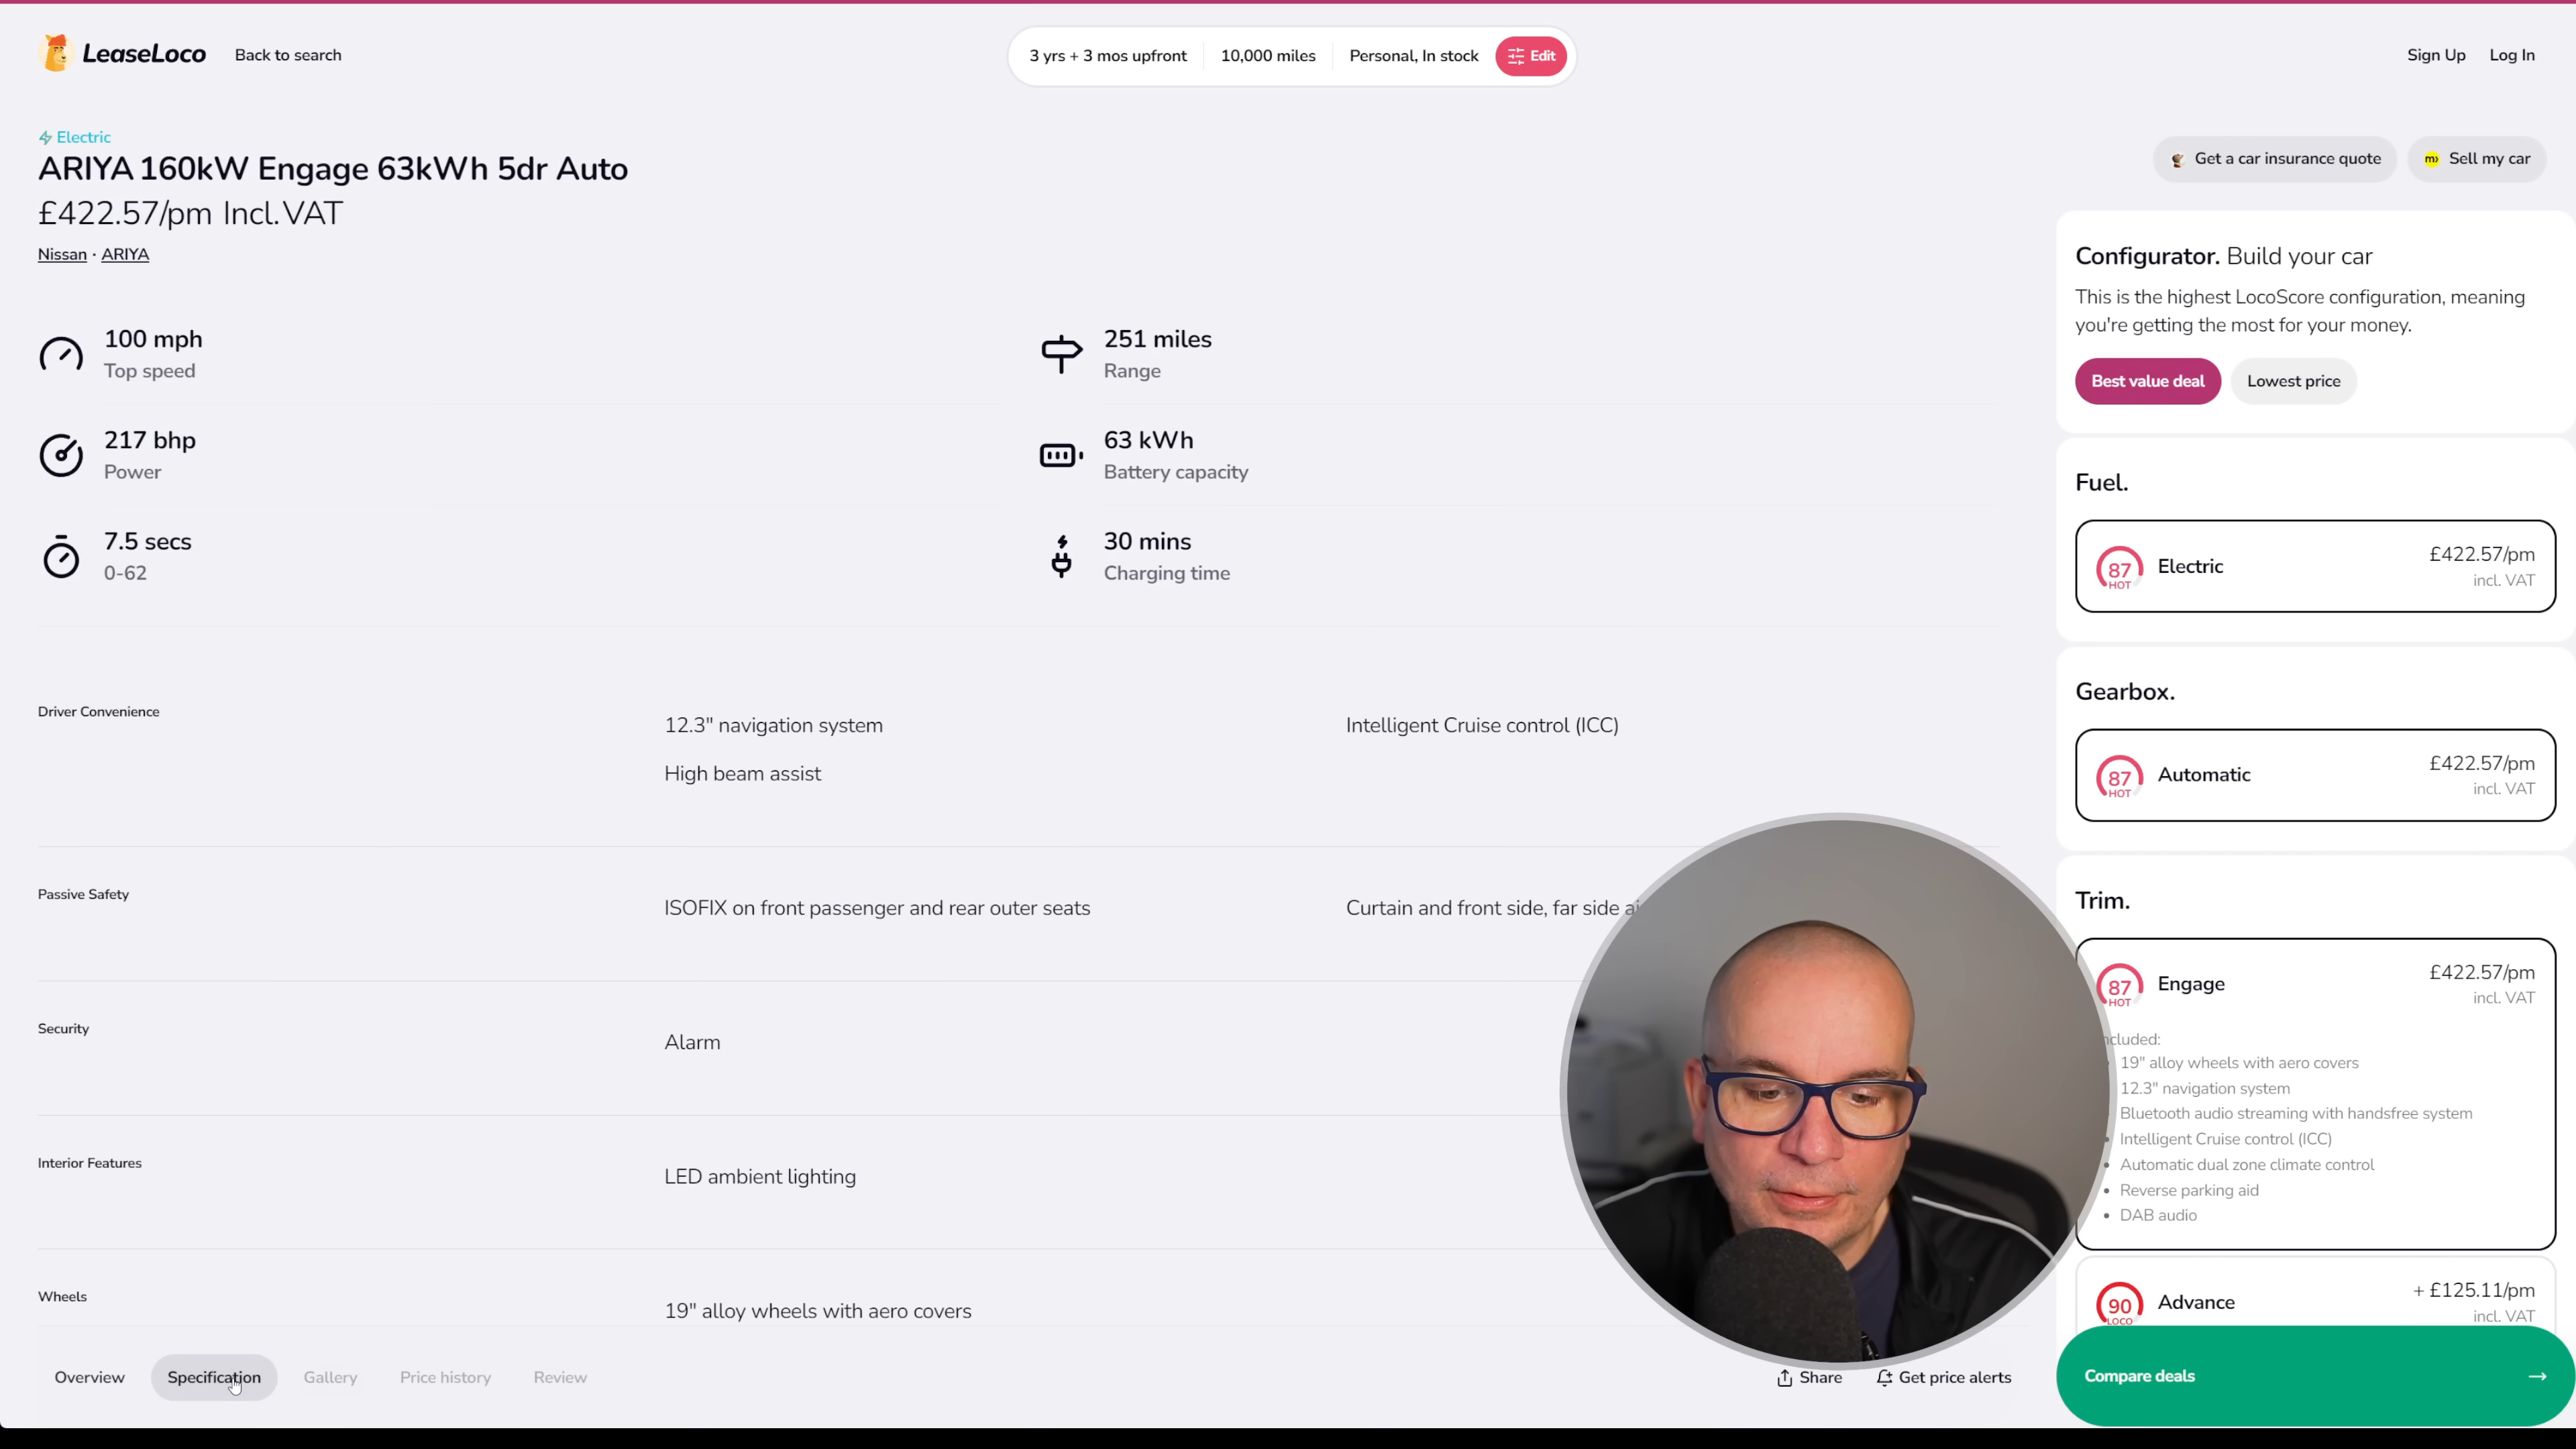 LeaseLoco
Back to search
3 yrs + 3 mos upfront
10,000 miles
Personal, In stock
Edit
Sign Up
Log In
Electric
ARIYA 160kW Engage 63kWh 5dr Auto
£422.57/pm Incl.VAT
Nissan · ARIYA
Get a car insurance quote
Sell my car
100 mph
Top speed
251 miles
Range
217 bhp
Power
63 kWh
Battery capacity
7.5 secs
0-62
30 mins
Charging time
Driver Convenience
12.3" navigation system
Intelligent Cruise control (ICC)
High beam assist
Passive Safety
ISOFIX on front passenger and rear outer seats
Curtain and front side, far side
Security
Alarm
Interior Features
LED ambient lighting
Wheels
19" alloy wheels with aero covers
Overview
Specification
Gallery
Price history
Review
Share
Get price alerts
Configurator. Build your car
This is the highest LocoScore configuration, meaning
you're getting the most for your money.
Best value deal
Lowest price
Fuel.
87
HOT
Electric
£422.57/pm
incl. VAT
Gearbox.
87
HOT
Automatic
£422.57/pm
incl. VAT
Trim.
87
HOT
Engage
£422.57/pm
incl. VAT
19" alloy wheels with aero covers
12.3" navigation system
Bluetooth audio streaming with handsfree system
Intelligent Cruise control (ICC)
Automatic dual zone climate control
Reverse parking aid
DAB audio
90
LOCO
Advance
+ £125.11/pm
incl. VAT
Compare deals